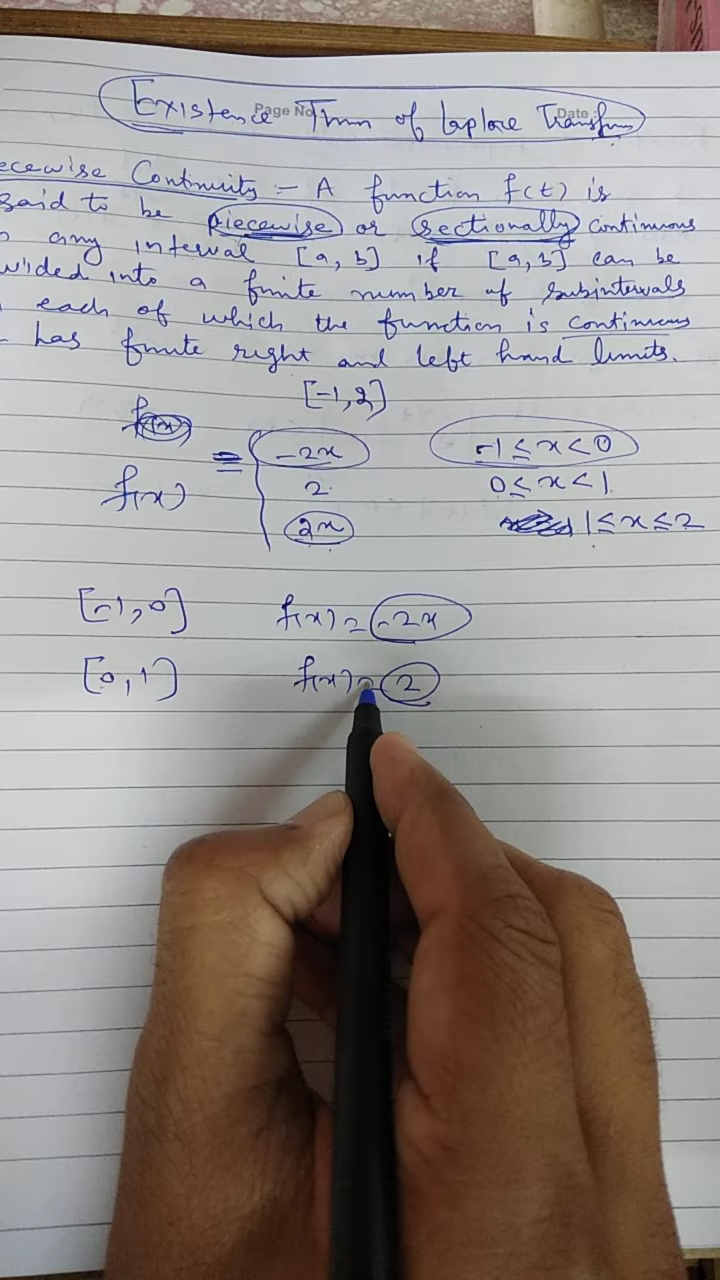 Page No
Date :
Existence Thm of Laplace Transform
ecewise Continuity :- A function f(t) is
said to be piecewise or sectionally continuous
any interval [a, b] if [a, b] can be
vided into a finite number of subintervals
each of which the function is continuous
has finite right and left hand limits.
[-1, 2]
f(x)
f(x) = -2x -1 ≤ x < 0
2 0 ≤ x < 1
2x 1 ≤ x ≤ 2
[-1, 0] f(x) = -2x
[0, 1] f(x) = 2